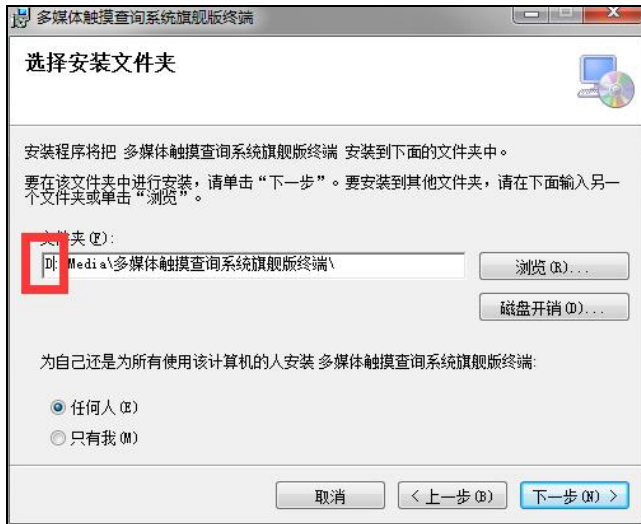 多媒体触摸查询系统旗舰版终端
选择安装文件夹
安装程序将把 多媒体触摸查询系统旗舰版终端 安装到下面的文件夹中。
要在该文件夹中进行安装，请单击“下一步”。要安装到其他文件夹，请在下面输入另一
个文件夹或单击“浏览”。
文件夹(F):
D:\Media\多媒体触摸查询系统旗舰版终端\
浏览(R)...
磁盘开销(D)...
为自己还是为所有使用该计算机的人安装 多媒体触摸查询系统旗舰版终端:
任何人(E)
只有我(M)
取消
< 上一步(B)
下一步(N) >